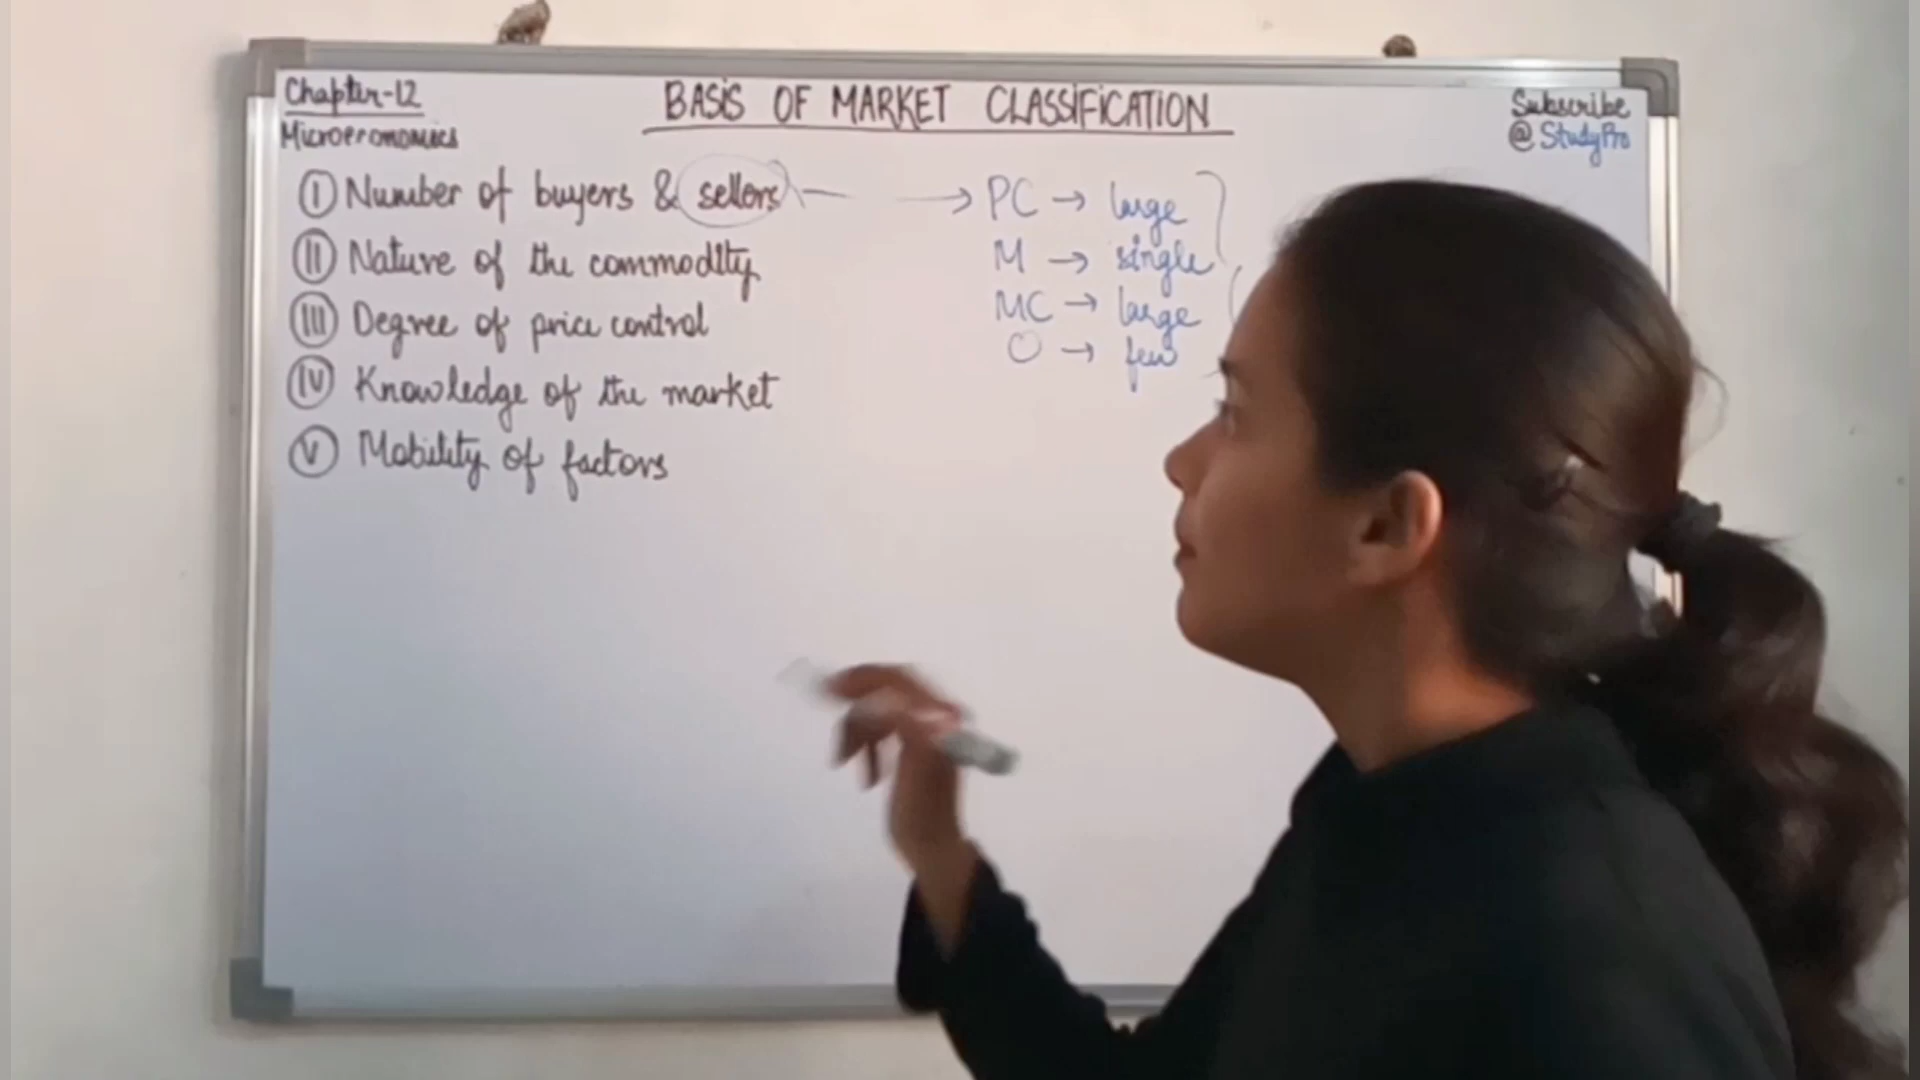 Chapter-12
Microeconomics
BASIS OF MARKET CLASSIFICATION
Subscribe
@ StudyPro
I Number of buyers & sellers
II Nature of the commodity
III Degree of price control
IV Knowledge of the market
V Mobility of factors
→ PC → large
M → single
MC → large
O → few